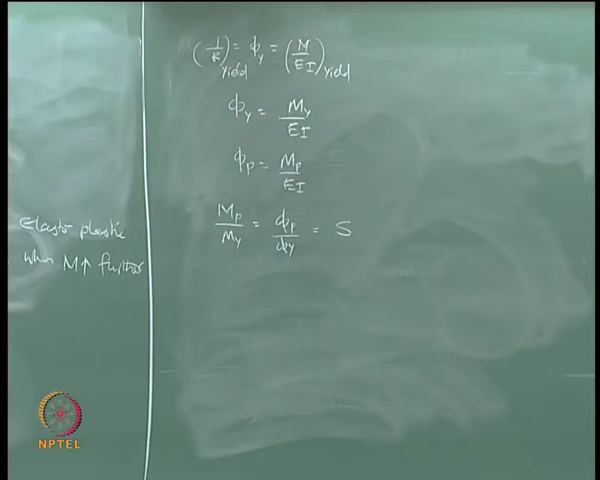 Elasto plastic
when M↑ further
(1/R)yield = ϕy = (M/EI)yield
ϕy = My/EI
ϕp = Mp/EI
Mp/My = ϕp/ϕy = S
NPTEL